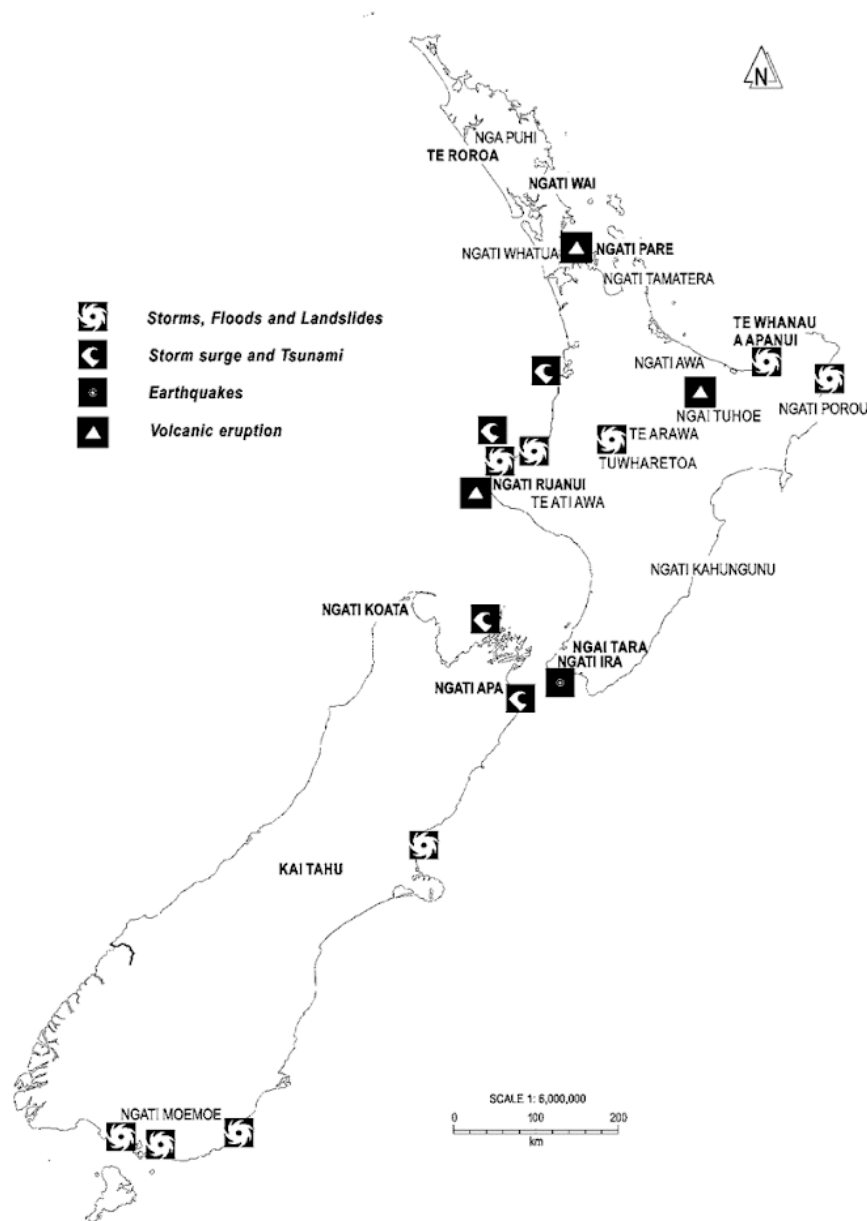 N
NGA PUHI
TE ROROA
NGATI WAI
NGATI WHATUA
NGATI PARE
NGATI TAMATERA
Storms, Floods and Landslides
Storm surge and Tsunami
Earthquakes
Volcanic eruption
TE WHANAU
A APANUI
NGATI AWA
NGAI TUHOE
NGATI POROU
TE ARAWA
TUWHARETOA
NGATI RUANUI
TE ATI AWA
NGATI KAHUNGUNU
NGATI KOATA
NGAI TARA
NGATI IRA
NGATI APA
KAI TAHU
NGATI MOEMOE
SCALE 1: 6,000,000
0 100 200
km